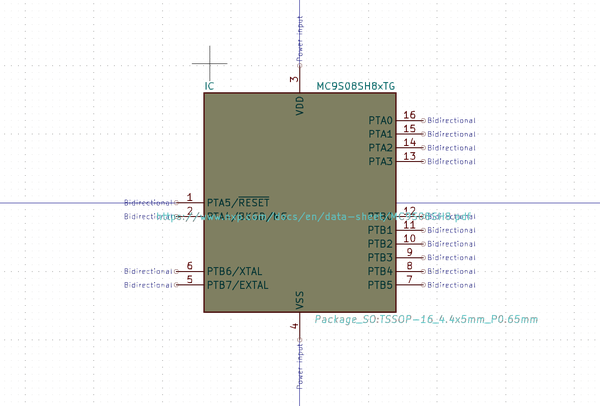 Power input
3
IC MC9S08SH8xTG
VDD
PTA0 16 Bidirectional
PTA1 15 Bidirectional
PTA2 14 Bidirectional
PTA3 13 Bidirectional
Bidirectional 1 PTA5/RESET
Bidirectional 2
12 Bidirectional
PTB1 11 Bidirectional
PTB2 10 Bidirectional
PTB3 9 Bidirectional
Bidirectional 6 PTB6/XTAL PTB4 8 Bidirectional
Bidirectional 5 PTB7/EXTAL PTB5 7 Bidirectional
VSS
Package_SO:TSSOP-16_4.4x5mm_P0.65mm
4
Power input